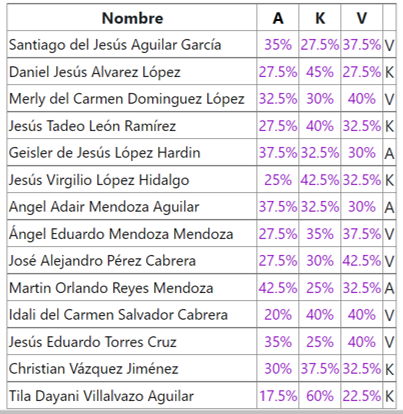 Nombre A K V
Santiago del Jesús Aguilar García 35% 27.5% 37.5% V
Daniel Jesús Alvarez López 27.5% 45% 27.5% K
Merly del Carmen Dominguez López 32.5% 30% 40% V
Jesús Tadeo León Ramírez 27.5% 40% 32.5% K
Geisler de Jesús López Hardin 37.5% 32.5% 30% A
Jesús Virgilio López Hidalgo 25% 42.5% 32.5% K
Angel Adair Mendoza Aguilar 37.5% 32.5% 30% A
Ángel Eduardo Mendoza Mendoza 27.5% 35% 37.5% V
José Alejandro Pérez Cabrera 27.5% 30% 42.5% V
Martin Orlando Reyes Mendoza 42.5% 25% 32.5% A
Idali del Carmen Salvador Cabrera 20% 40% 40% V
Jesús Eduardo Torres Cruz 35% 25% 40% V
Christian Vázquez Jiménez 30% 37.5% 32.5% K
Tila Dayani Villalvazo Aguilar 17.5% 60% 22.5% K